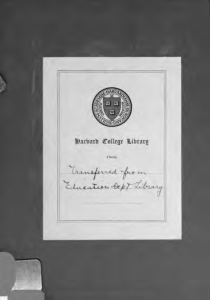 Harvard College Library
FROM
Transferred from
Education Dept Library